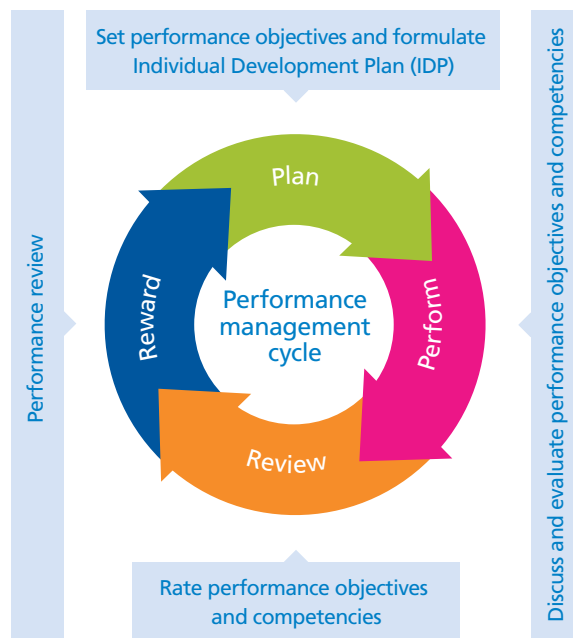 Set performance objectives and formulate
Individual Development Plan (IDP)
Discuss and evaluate performance objectives and competencies
Performance review
Plan
Perform
Review
Reward
Performance
management
cycle
Rate performance objectives
and competencies